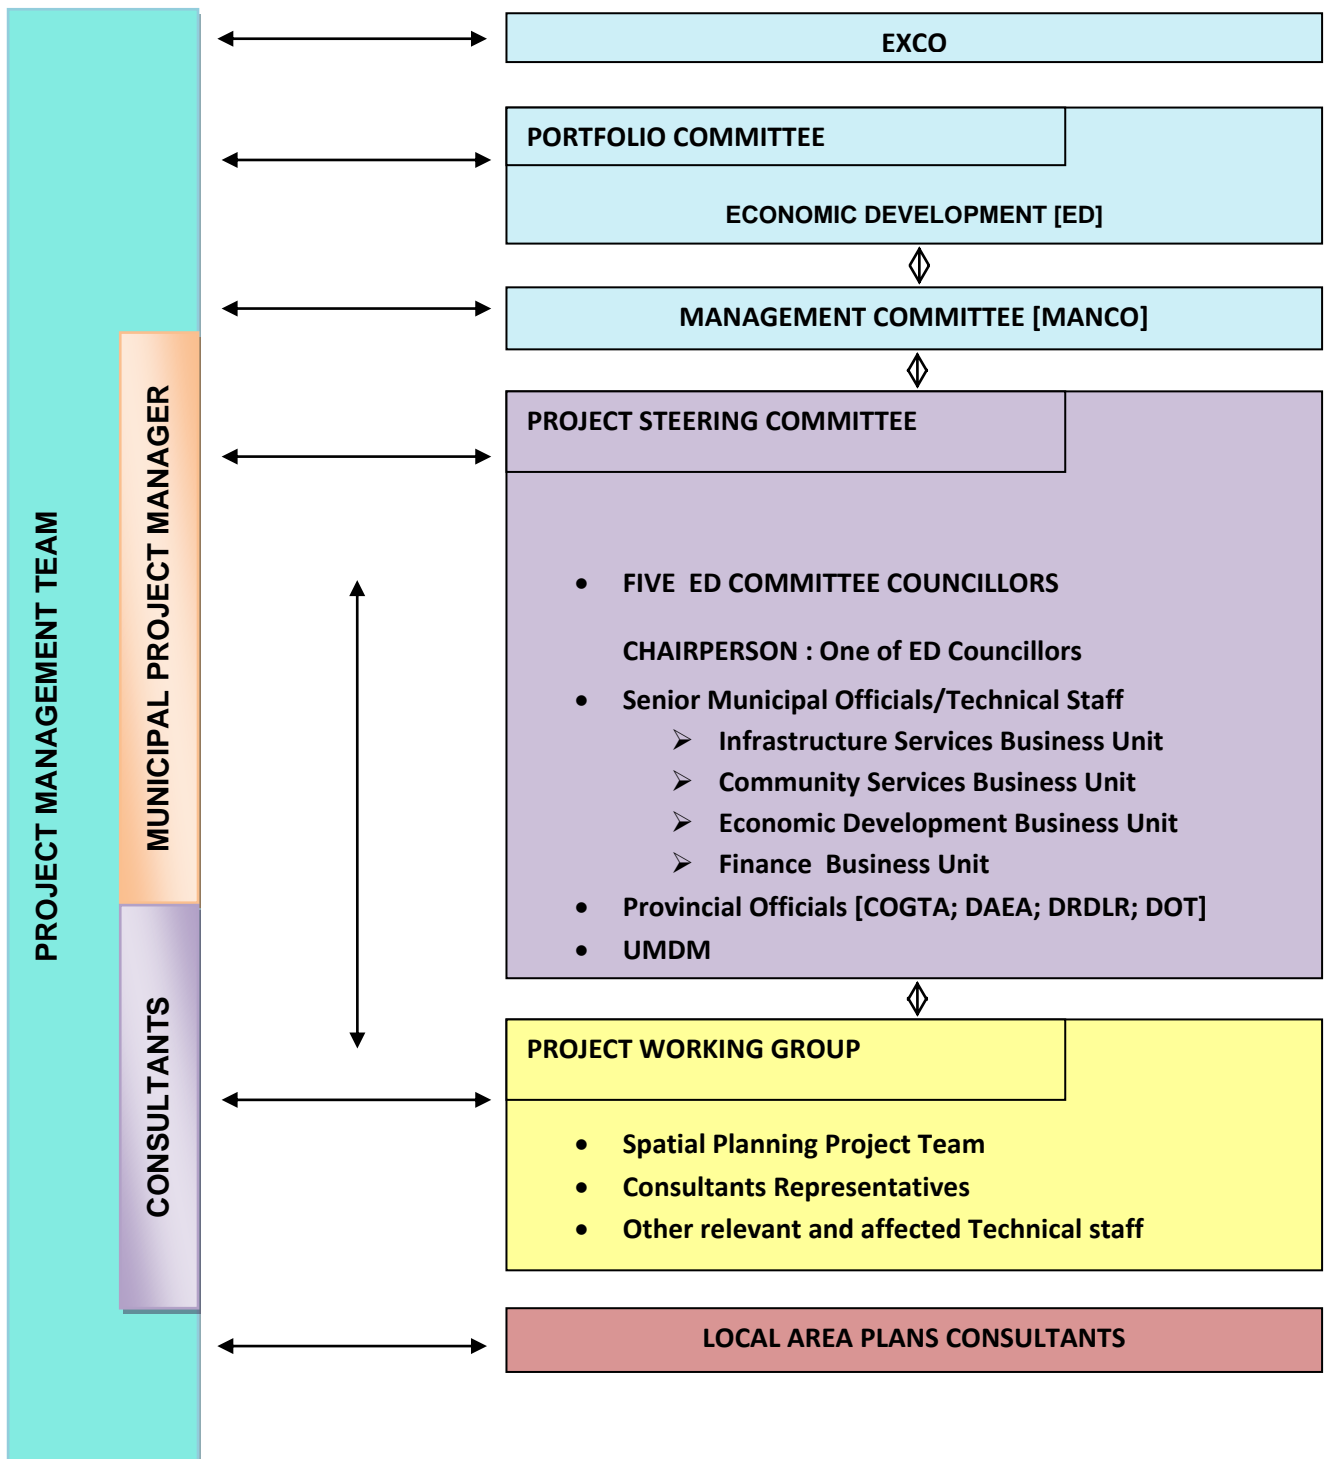 PROJECT MANAGEMENT TEAM
MUNICIPAL PROJECT MANAGER
CONSULTANTS
EXCO
PORTFOLIO COMMITTEE
ECONOMIC DEVELOPMENT [ED]
MANAGEMENT COMMITTEE [MANCO]
PROJECT STEERING COMMITTEE
• FIVE ED COMMITTEE COUNCILLORS
CHAIRPERSON : One of ED Councillors
• Senior Municipal Officials/Technical Staff
➢ Infrastructure Services Business Unit
➢ Community Services Business Unit
➢ Economic Development Business Unit
➢ Finance Business Unit
• Provincial Officials [COGTA; DAEA; DRDLR; DOT]
• UMDM
PROJECT WORKING GROUP
• Spatial Planning Project Team
• Consultants Representatives
• Other relevant and affected Technical staff
LOCAL AREA PLANS CONSULTANTS